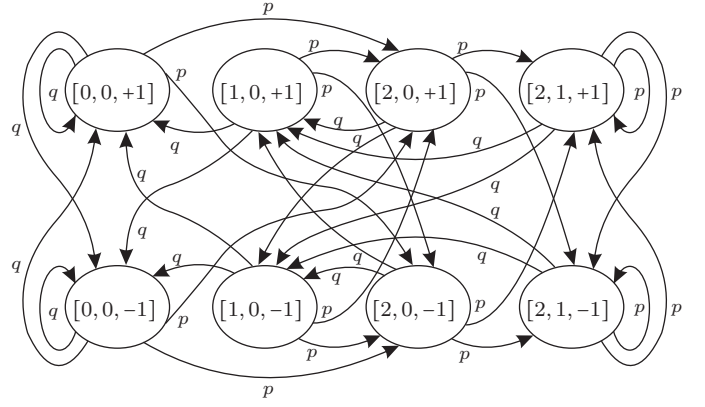 p
p p p
q [0, 0, +1] [1, 0, +1] p [2, 0, +1] p [2, 1, +1] p p
q q q q q
q q
q q
q q q q
q [0, 0, −1] p [1, 0, −1] p [2, 0, −1] p [2, 1, −1] p p
p p
p